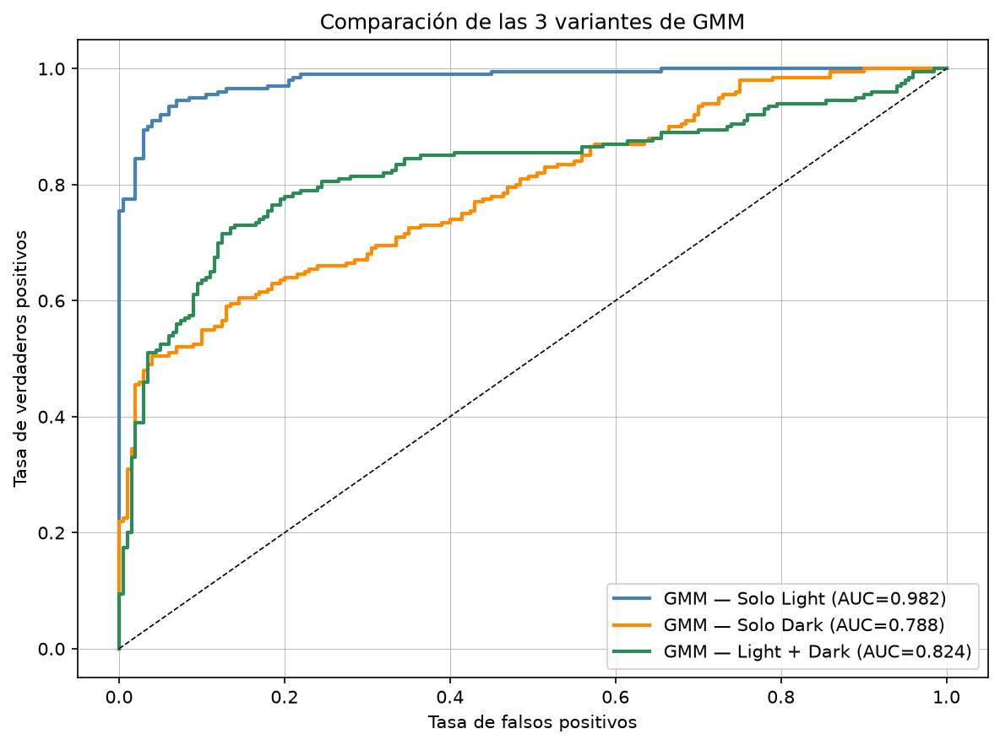 Comparación de las 3 variantes de GMM
Tasa de verdaderos positivos
1.0
0.8
0.6
0.4
0.2
0.0
0.0 0.2 0.4 0.6 0.8 1.0
Tasa de falsos positivos
GMM — Solo Light (AUC=0.982)
GMM — Solo Dark (AUC=0.788)
GMM — Light + Dark (AUC=0.824)